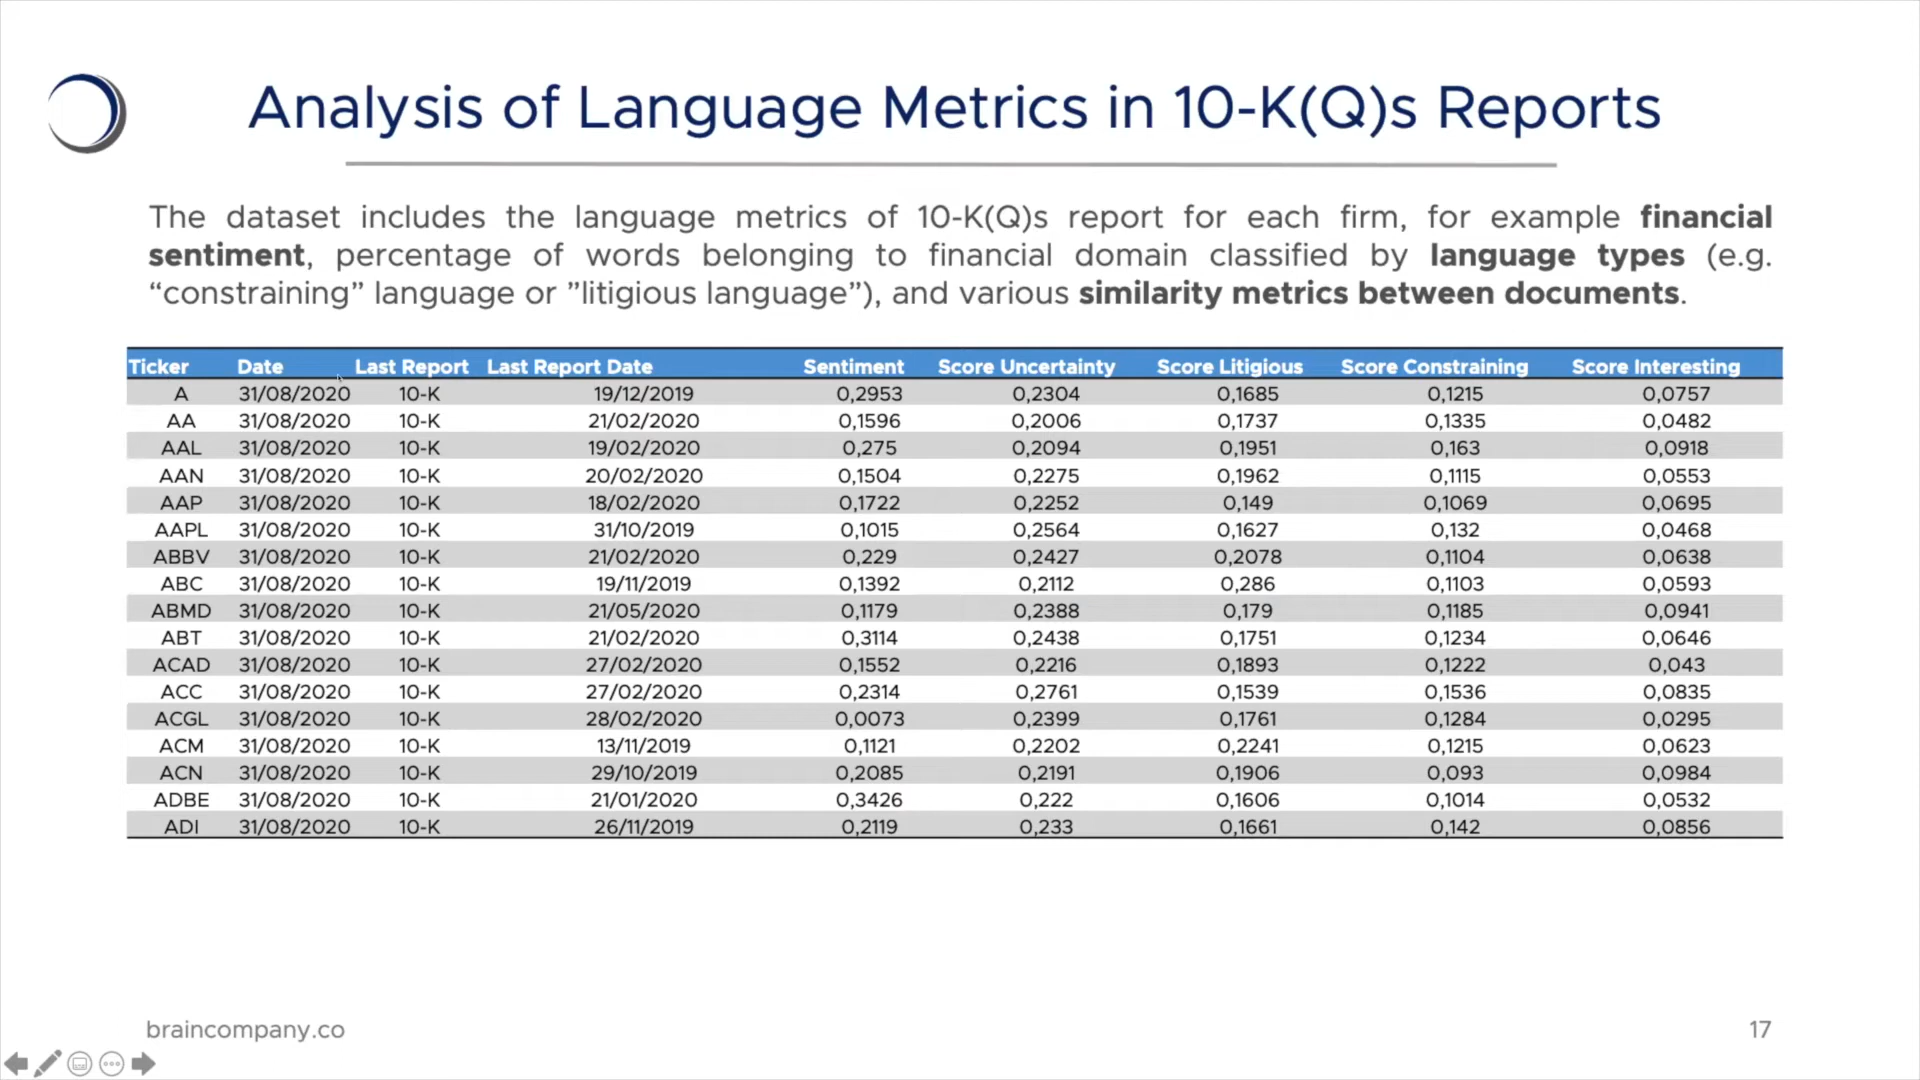 Analysis of Language Metrics in 10-K(Q)s Reports
The dataset includes the language metrics of 10-K(Q)s report for each firm, for example financial
sentiment, percentage of words belonging to financial domain classified by language types (e.g.
“constraining” language or ”litigious language”), and various similarity metrics between documents.
Ticker Date Last Report Last Report Date Sentiment Score Uncertainty Score Litigious Score Constraining Score Interesting
A 31/08/2020 10-K 19/12/2019 0,2953 0,2304 0,1685 0,1215 0,0757
AA 31/08/2020 10-K 21/02/2020 0,1596 0,2006 0,1737 0,1335 0,0482
AAL 31/08/2020 10-K 19/02/2020 0,275 0,2094 0,1951 0,163 0,0918
AAN 31/08/2020 10-K 20/02/2020 0,1504 0,2275 0,1962 0,1115 0,0553
AAP 31/08/2020 10-K 18/02/2020 0,1722 0,2252 0,149 0,1069 0,0695
AAPL 31/08/2020 10-K 31/10/2019 0,1015 0,2564 0,1627 0,132 0,0468
ABBV 31/08/2020 10-K 21/02/2020 0,229 0,2427 0,2078 0,1104 0,0638
ABC 31/08/2020 10-K 19/11/2019 0,1392 0,2112 0,286 0,1103 0,0593
ABMD 31/08/2020 10-K 21/05/2020 0,1179 0,2388 0,179 0,1185 0,0941
ABT 31/08/2020 10-K 21/02/2020 0,3114 0,2438 0,1751 0,1234 0,0646
ACAD 31/08/2020 10-K 27/02/2020 0,1552 0,2216 0,1893 0,1222 0,043
ACC 31/08/2020 10-K 27/02/2020 0,2314 0,2761 0,1539 0,1536 0,0835
ACGL 31/08/2020 10-K 28/02/2020 0,0073 0,2399 0,1761 0,1284 0,0295
ACM 31/08/2020 10-K 13/11/2019 0,1121 0,2202 0,2241 0,1215 0,0623
ACN 31/08/2020 10-K 29/10/2019 0,2085 0,2191 0,1906 0,093 0,0984
ADBE 31/08/2020 10-K 21/01/2020 0,3426 0,222 0,1606 0,1014 0,0532
ADI 31/08/2020 10-K 26/11/2019 0,2119 0,233 0,1661 0,142 0,0856
braincompany.co
17